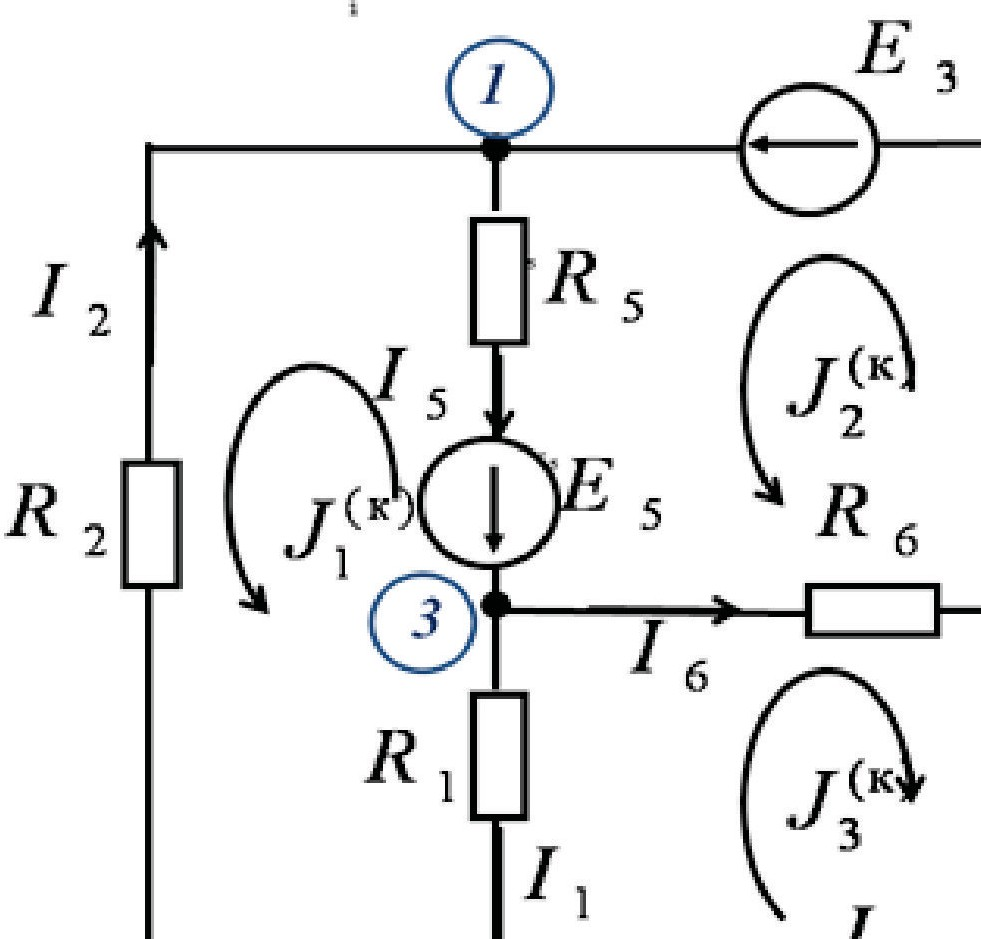 1
E 3
I 2
R 5
I 5
J 2 (к)
R 2
J 1 (к)
E 5
R 6
3
I 6
R 1
J 3 (к)
I 1